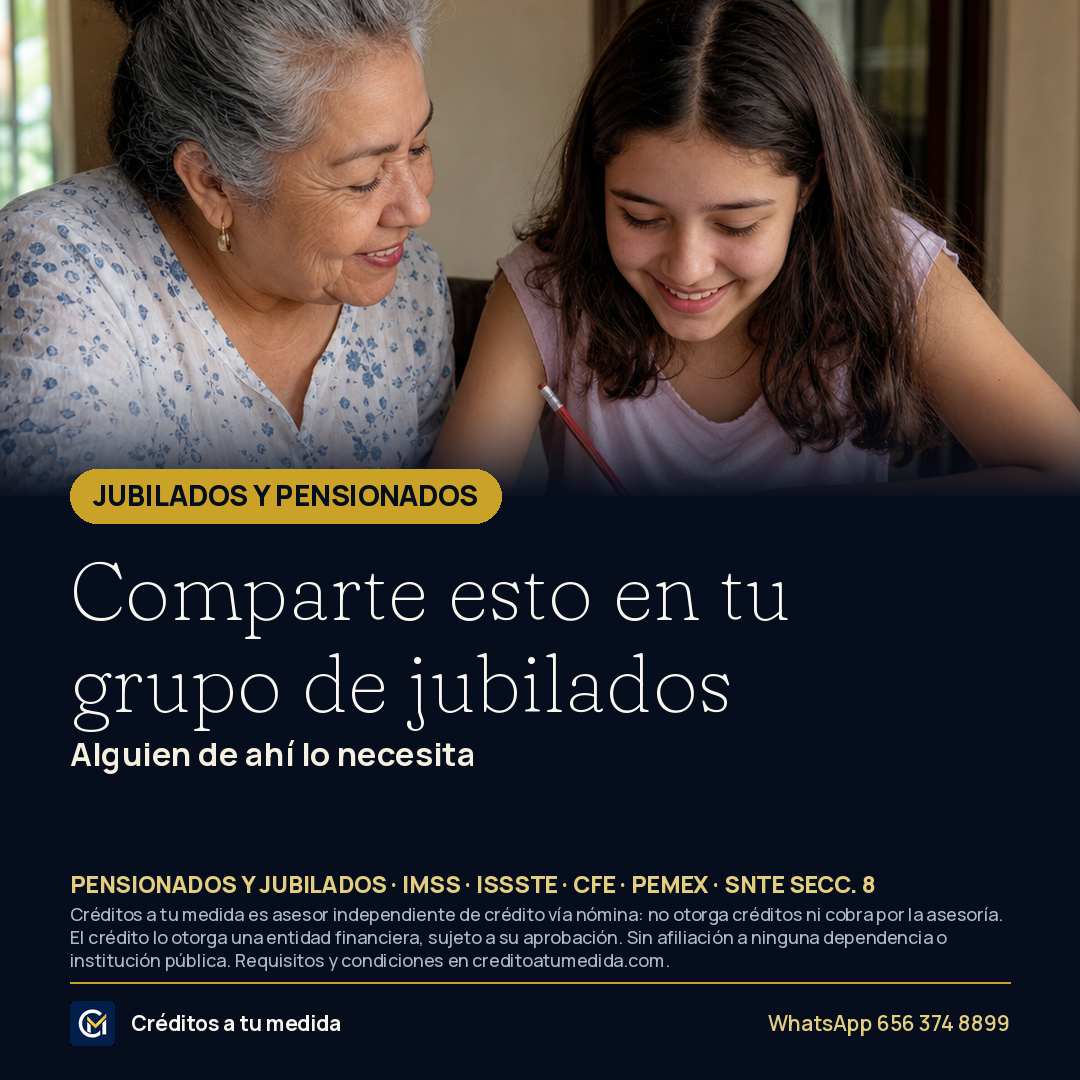 JUBILADOS Y PENSIONADOS
Comparte esto en tu
grupo de jubilados
Alguien de ahí lo necesita
PENSIONADOS Y JUBILADOS · IMSS · ISSSTE · CFE · PEMEX · SNTE SECC. 8
Créditos a tu medida es asesor independiente de crédito vía nómina: no otorga créditos ni cobra por la asesoría.
El crédito lo otorga una entidad financiera, sujeto a su aprobación. Sin afiliación a ninguna dependencia o
institución pública. Requisitos y condiciones en creditoatumedida.com.
Créditos a tu medida
WhatsApp 656 374 8899